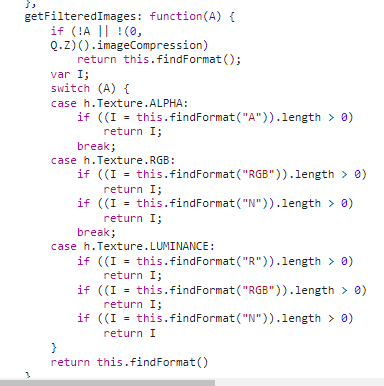 },
getFilteredImages: function(A) {
if (!A || !(0,
Q.Z)().imageCompression)
return this.findFormat();
var I;
switch (A) {
case h.Texture.ALPHA:
if ((I = this.findFormat("A")).length > 0)
return I;
break;
case h.Texture.RGB:
if ((I = this.findFormat("RGB")).length > 0)
return I;
if ((I = this.findFormat("N")).length > 0)
return I;
break;
case h.Texture.LUMINANCE:
if ((I = this.findFormat("R")).length > 0)
return I;
if ((I = this.findFormat("RGB")).length > 0)
return I;
if ((I = this.findFormat("N")).length > 0)
return I
}
return this.findFormat()
}